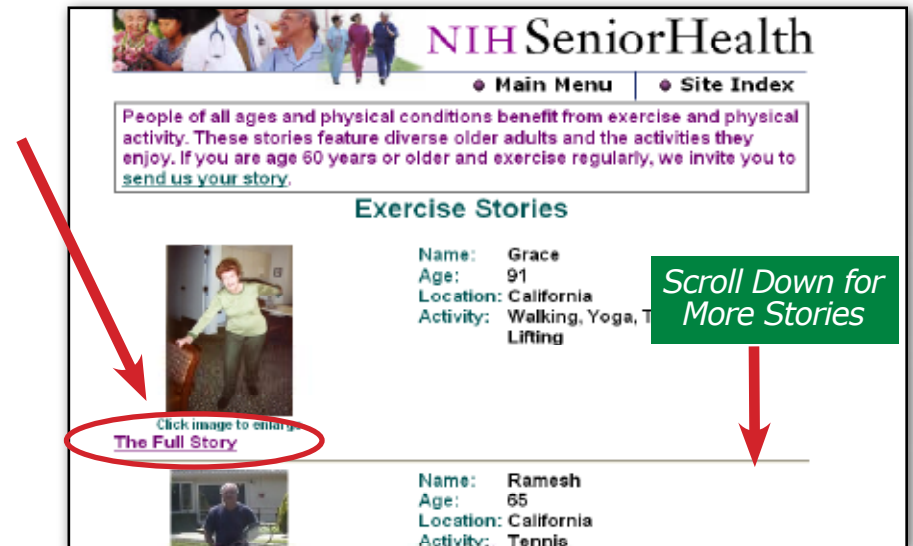 NIH SeniorHealth
Main Menu
Site Index
People of all ages and physical conditions benefit from exercise and physical
activity. These stories feature diverse older adults and the activities they
enjoy. If you are age 60 years or older and exercise regularly, we invite you to
send us your story.
Exercise Stories
Name: Grace
Age: 91
Location: California
Activity: Walking, Yoga,
Lifting
Scroll Down for
More Stories
Click image to enlarge
The Full Story
Name: Ramesh
Age: 65
Location: California
Activity: Tennis